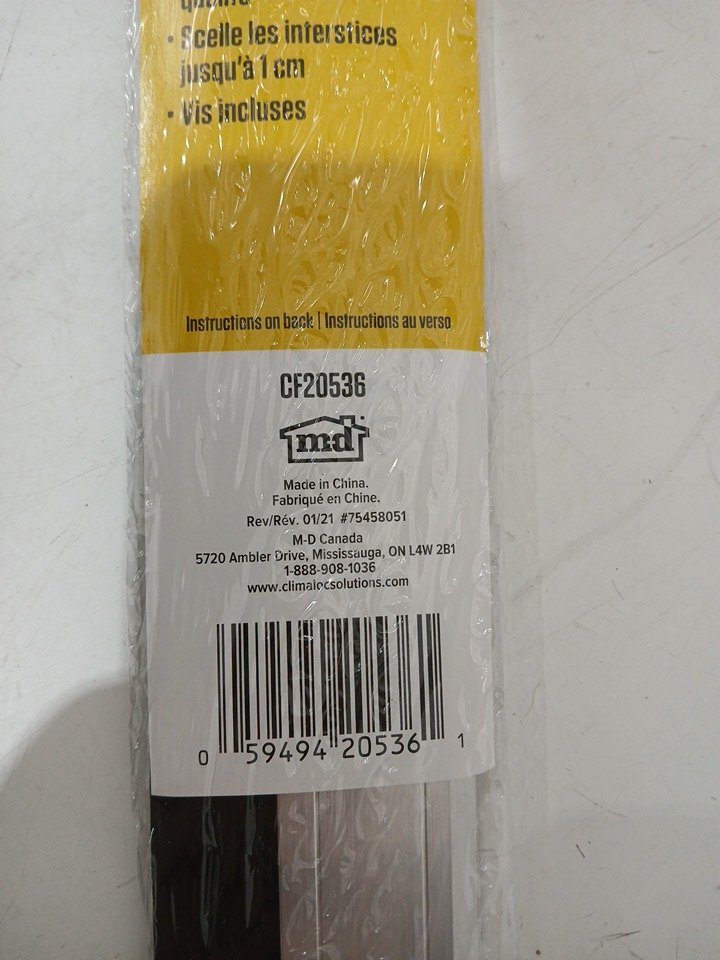 • Scelle les interstices
jusqu'à 1 cm
• Vis incluses
Instructions on back | Instructions au verso
CF20536
m-d
Made in China.
Fabriqué en Chine.
Rev/Rév. 01/21 #75458051
M-D Canada
5720 Ambler Drive, Mississauga, ON L4W 2B1
1-888-908-1036
www.climalocsolutions.com
0 59494 20536 1